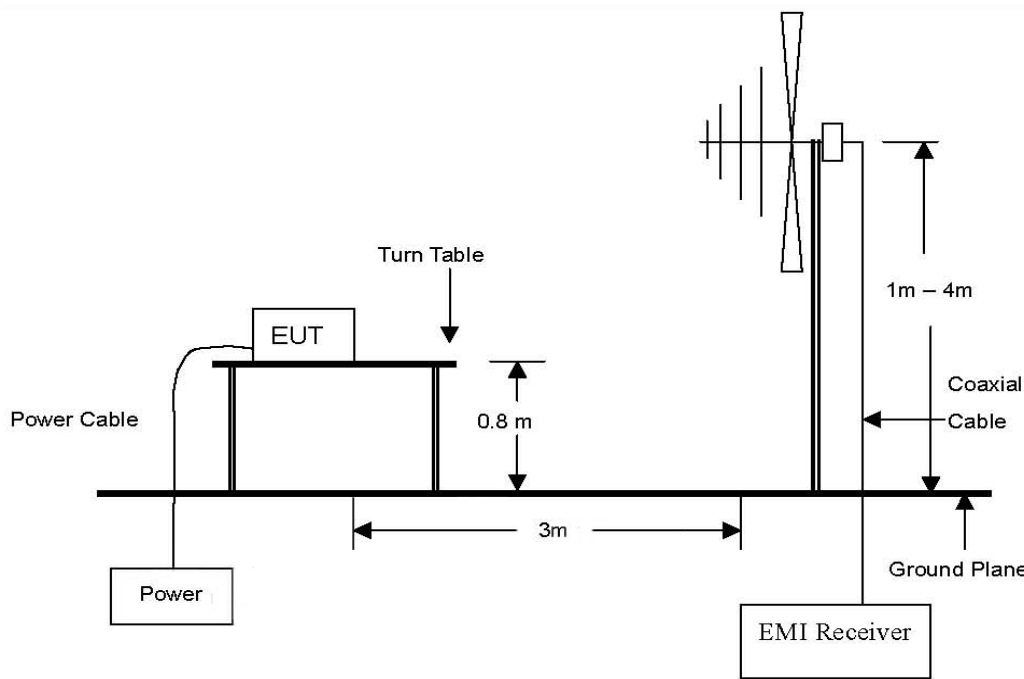 Turn Table
EUT
1m – 4m
Power Cable
0.8 m
Coaxial
Cable
3m
Ground Plane
Power
EMI Receiver